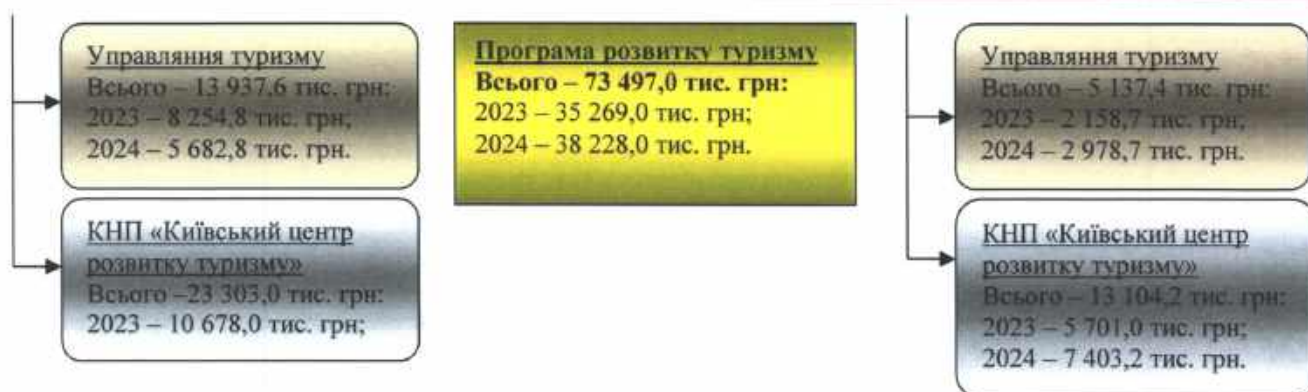 Управляння туризму
Всього – 13 937,6 тис. грн:
2023 – 8 254,8 тис. грн;
2024 – 5 682,8 тис. грн.
КНП «Київський центр
розвитку туризму»
Всього –23 303,0 тис. грн:
2023 – 10 678,0 тис. грн;
Програма розвитку туризму
Всього – 73 497,0 тис. грн:
2023 – 35 269,0 тис. грн;
2024 – 38 228,0 тис. грн.
Управляння туризму
Всього – 5 137,4 тис. грн:
2023 – 2 158,7 тис. грн;
2024 – 2 978,7 тис. грн.
КНП «Київський центр
розвитку туризму»
Всього – 13 104,2 тис. грн:
2023 – 5 701,0 тис. грн;
2024 – 7 403,2 тис. грн.